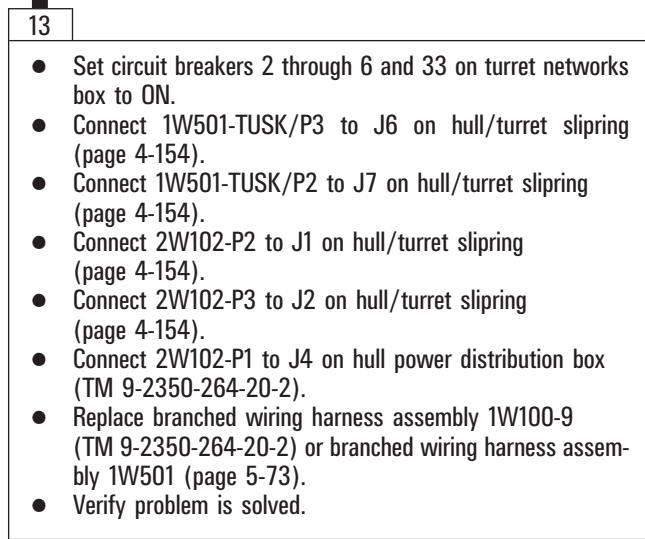 13
● Set circuit breakers 2 through 6 and 33 on turret networks
box to ON.
● Connect 1W501-TUSK/P3 to J6 on hull/turret slipring
(page 4-154).
● Connect 1W501-TUSK/P2 to J7 on hull/turret slipring
(page 4-154).
● Connect 2W102-P2 to J1 on hull/turret slipring
(page 4-154).
● Connect 2W102-P3 to J2 on hull/turret slipring
(page 4-154).
● Connect 2W102-P1 to J4 on hull power distribution box
(TM 9-2350-264-20-2).
● Replace branched wiring harness assembly 1W100-9
(TM 9-2350-264-20-2) or branched wiring harness assem-
bly 1W501 (page 5-73).
● Verify problem is solved.